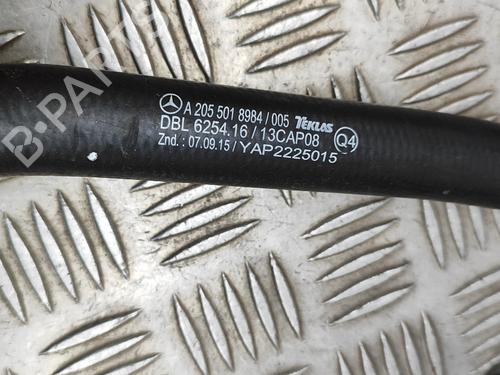 B-PARTS
A 205 501 8984 / 005 TEKLAS
DBL 6254.16 / 13CAP08 Q4
Znd. : 07.09.15 / YAP2225015